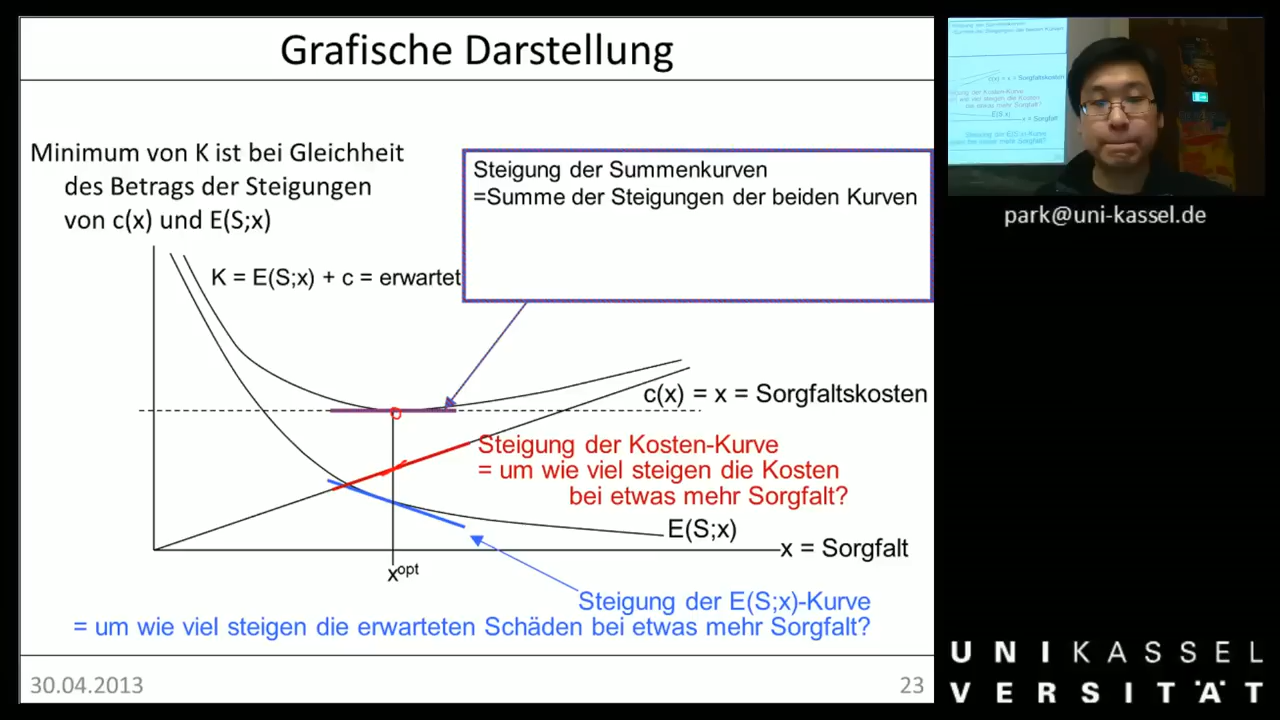 Grafische Darstellung
Minimum von K ist bei Gleichheit
des Betrags der Steigungen
von c(x) und E(S;x)
Steigung der Summenkurven
=Summe der Steigungen der beiden Kurven
K = E(S;x) + c = erwartet
c(x) = x = Sorgfaltskosten
Steigung der Kosten-Kurve
= um wie viel steigen die Kosten
bei etwas mehr Sorgfalt?
E(S;x)
x = Sorgfalt
xopt
Steigung der E(S;x)-Kurve
= um wie viel steigen die erwarteten Schäden bei etwas mehr Sorgfalt?
30.04.2013
23
c(x) = x = Sorgfaltskosten
E(S;x)
x = Sorgfalt
park@uni-kassel.de
UNIKASSEL
VERSITÄT